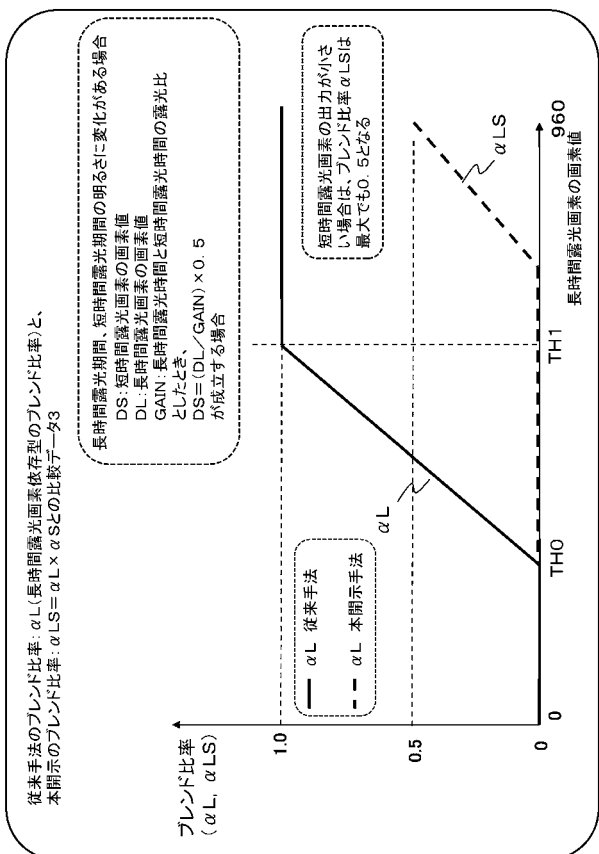 従来手法のブレンド比率：αL（長時間露光画素依存型のブレンド比率）と、
本開示のブレンド比率：αLS＝αL×αSとの比較データ3
長時間露光期間、短時間露光期間の明るさに変化がある場合
DS：短時間露光画素の画素値
DL：長時間露光画素の画素値
GAIN：長時間露光時間と短時間露光時間の露光比
としたとき、
DS＝（DL／GAIN）×0．5
が成立する場合
ブレンド比率
（αL，αLS）
αL 従来手法
αL 本開示手法
短時間露光画素の出力が小さ
い場合は、ブレンド比率αLSは
最大でも0．5となる
1.0
0.5
0
αL
αLS
0
TH0
TH1
960
長時間露光画素の画素値